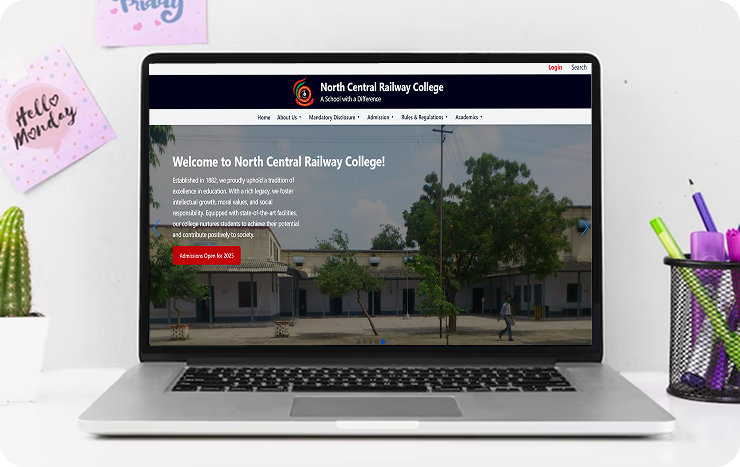 Friday
Hello
Monday
Login Search
North Central Railway College
A School with a Difference
Home About Us Mandatory Disclosure Admission Rules & Regulations Academics
Welcome to North Central Railway College!
Established in 1882, we proudly uphold a tradition of
excellence in education. With a rich legacy, we foster
intellectual growth, moral values, and social
responsibility. Equipped with state-of-the-art facilities,
our college nurtures students to achieve their potential
and contribute positively to society.
Admissions Open for 2025